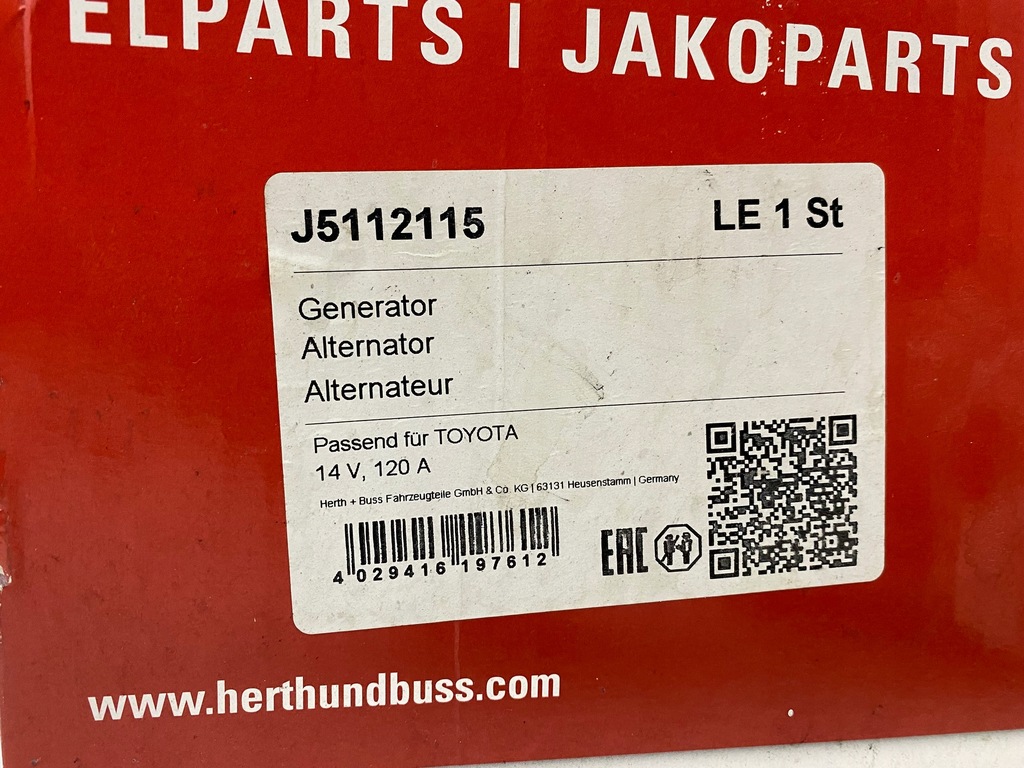 ELPARTS | JAKOPARTS
J5112115 LE 1 St
Generator
Alternator
Alternateur
Passend für TOYOTA
14 V, 120 A
Herth + Buss Fahrzeugteile GmbH & Co. KG | 63131 Heusenstamm | Germany
4 029416 197612
EAC
www.herthundbuss.com